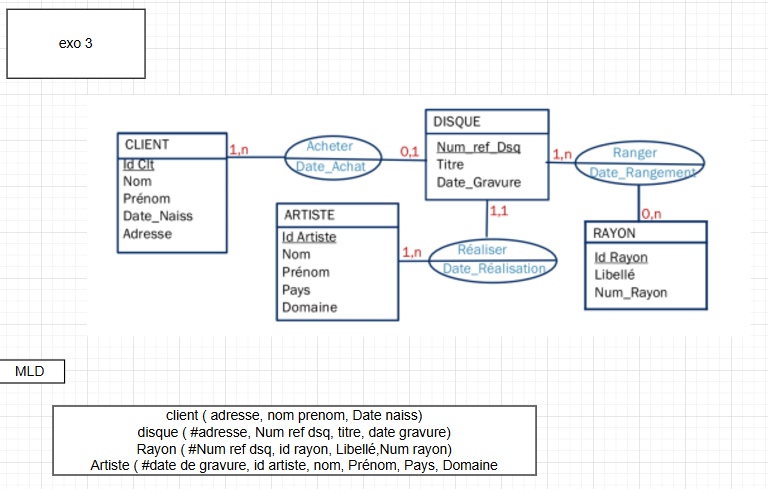 exo 3
CLIENT
Id Clt
Nom
Prénom
Date_Naiss
Adresse
1,n
Acheter
Date_Achat
0,1
DISQUE
Num_ref_Dsq
Titre
Date_Gravure
1,n
Ranger
Date_Rangement
0,n
RAYON
Id Rayon
Libellé
Num_Rayon
1,1
Réaliser
Date_Réalisation
1,n
ARTISTE
Id Artiste
Nom
Prénom
Pays
Domaine
MLD
client ( adresse, nom prenom, Date naiss)
disque ( #adresse, Num ref dsq, titre, date gravure)
Rayon ( #Num ref dsq, id rayon, Libellé,Num rayon)
Artiste ( #date de gravure, id artiste, nom, Prénom, Pays, Domaine